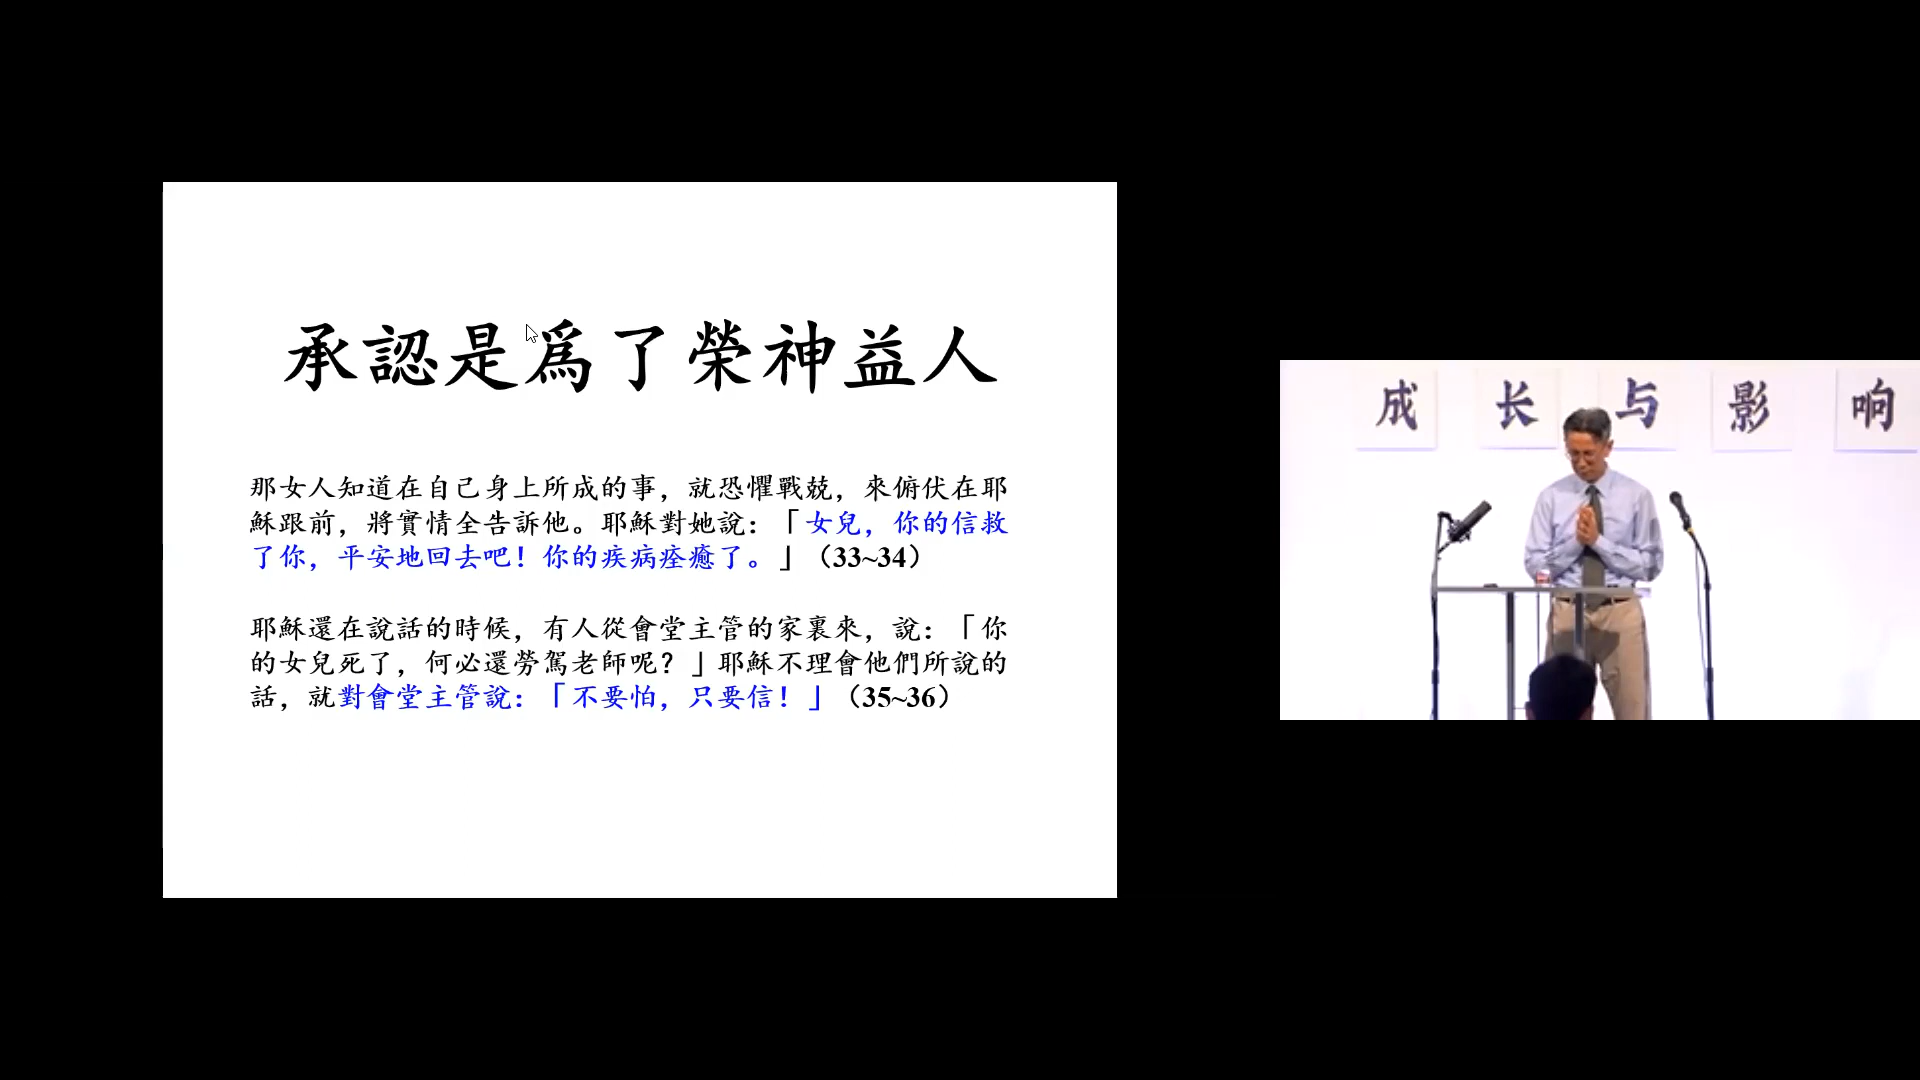 承認是為了榮神益人
那女人知道在自己身上所成的事，就恐懼戰兢，來俯伏在耶
穌跟前，將實情全告訴他。耶穌對她說：「女兒，你的信救
了你，平安地回去吧！你的疾病痊癒了。」（33~34）
耶穌還在說話的時候，有人從會堂主管的家裏來，說：「你
的女兒死了，何必還勞駕老師呢？」耶穌不理會他們所說的
話，就對會堂主管說：「不要怕，只要信！」（35~36）
成长与影响